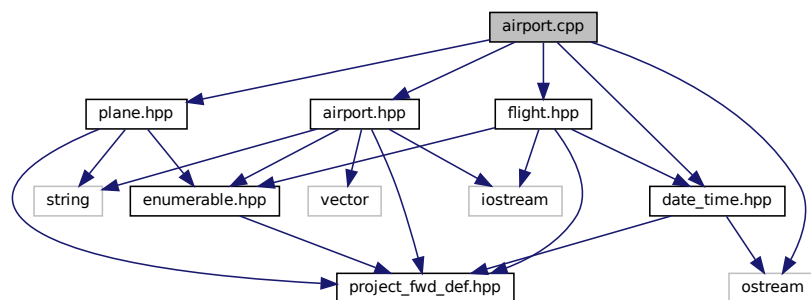 airport.cpp
plane.hpp
airport.hpp
flight.hpp
string
enumerable.hpp
vector
iostream
date_time.hpp
project_fwd_def.hpp
ostream